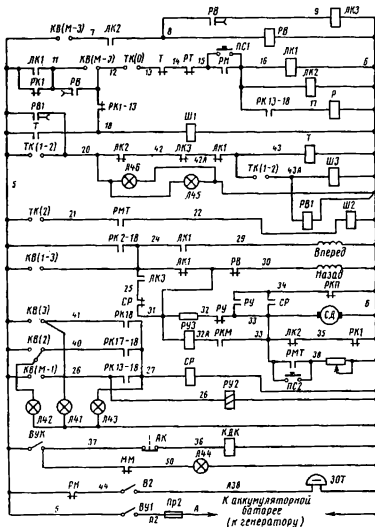 РВ 9 ЛК3
КВ(М-3) 7 ЛК2 8 РВ
ПС1
ЛК1 11 КВ(М-3) 12 ТК(0) 13 Т 14 РТ 15 РН 16 ЛК1 Б
РК1 РВ ЛК2
РК1-13 РК13-18 17 Р
РВ1
Т 18 Ш1
ТК(1-2) 20 ЛК2 42 ЛК3 42А ЛК1 43 Т
ТК(1-2) 43А Ш3
Л46 Л45
РВ1 Ш2
5
ТК(2) 21 РМТ 22
РК2-18 24 ЛК1 29 Вперед
КВ(1-3) ЛК1 РВ 30 Назад
ЛК3 34 РКП
25 СР РУ СР Б
КВ(3) 41 РК18 31 32 РУ 33 СД
РУ3
32А РКМ 33 ЛК2 35 РК1
КВ(2) 40 РК17-18
РМТ 38
КВ(М-1) 26 РК13-18 27 СР
ПС2
26 РУ2
Л42 Л41 Л43
ВУК 37 АК 36 КДК
ММ 50 Л44
РН 44 В2 А38 ЗОТ
5 ВУ1 Пр2 А2 А
К аккумуляторной
батарее
(к генератору)